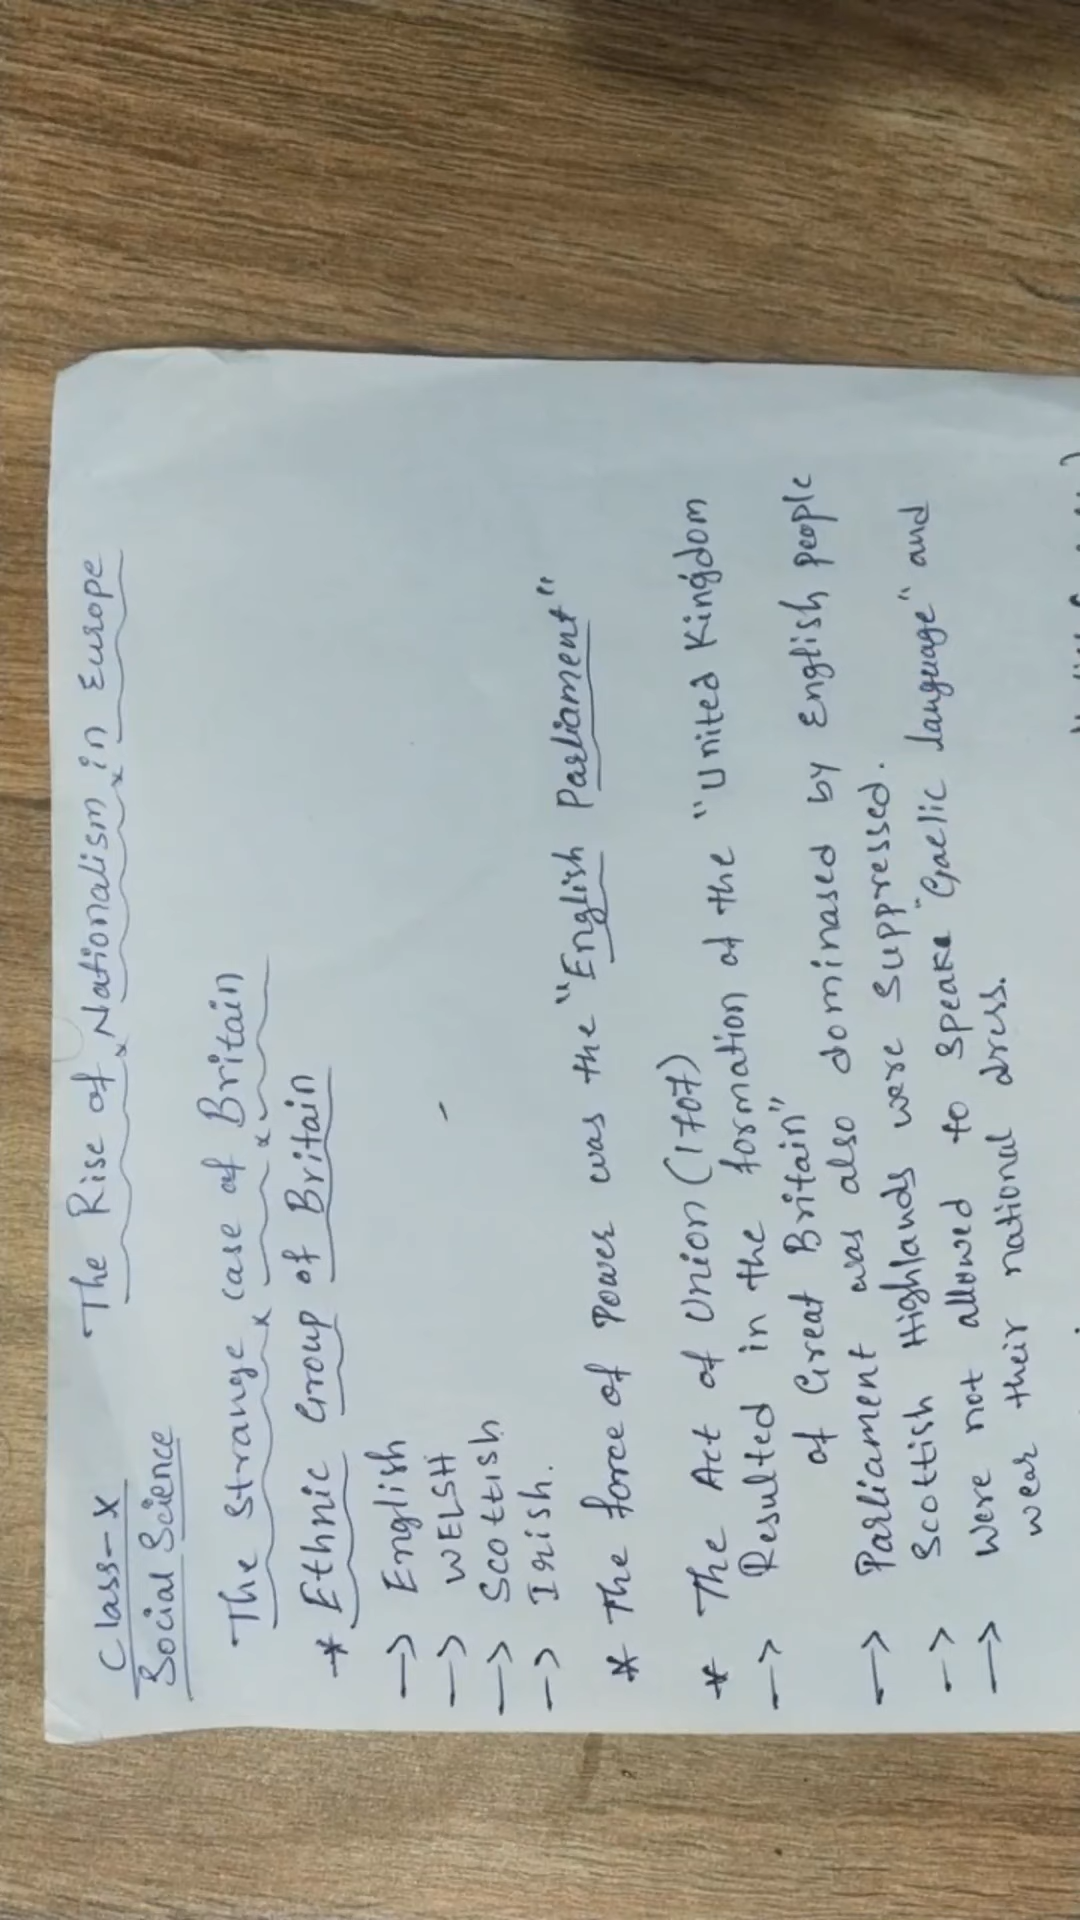 Class-X
Social Science
The Rise of Nationalism in Europe
The Strange case of Britain
* Ethnic Group of Britain
→ English
→ WELSH
→ Scottish
→ Irish.
* The force of Power was the "English Parliament"
* The Act of Union (1707)
→ Resulted in the formation of the "United Kingdom
of Great Britain"
→ Parliament was also dominased by English people
→ Scottish Highlands were Suppressed.
→ Were not allowed to speake "Gaelic language" and
wear their national dress.